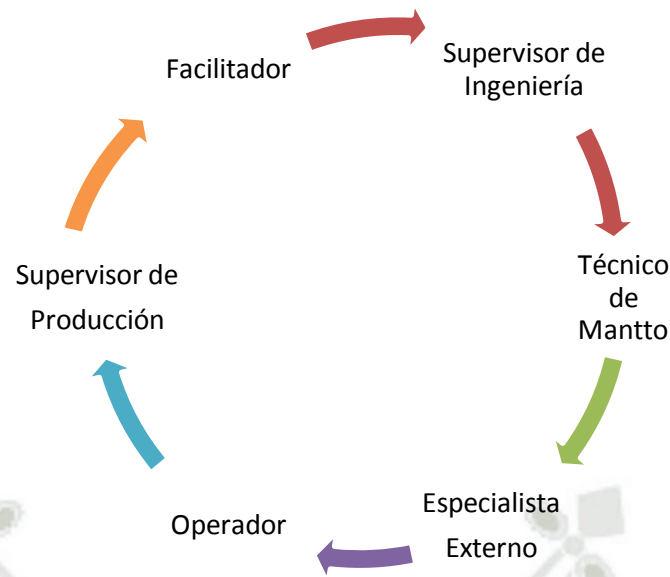 Facilitador
Supervisor de
Ingeniería
Técnico
de
Mantto
Especialista
Externo
Operador
Supervisor de
Producción